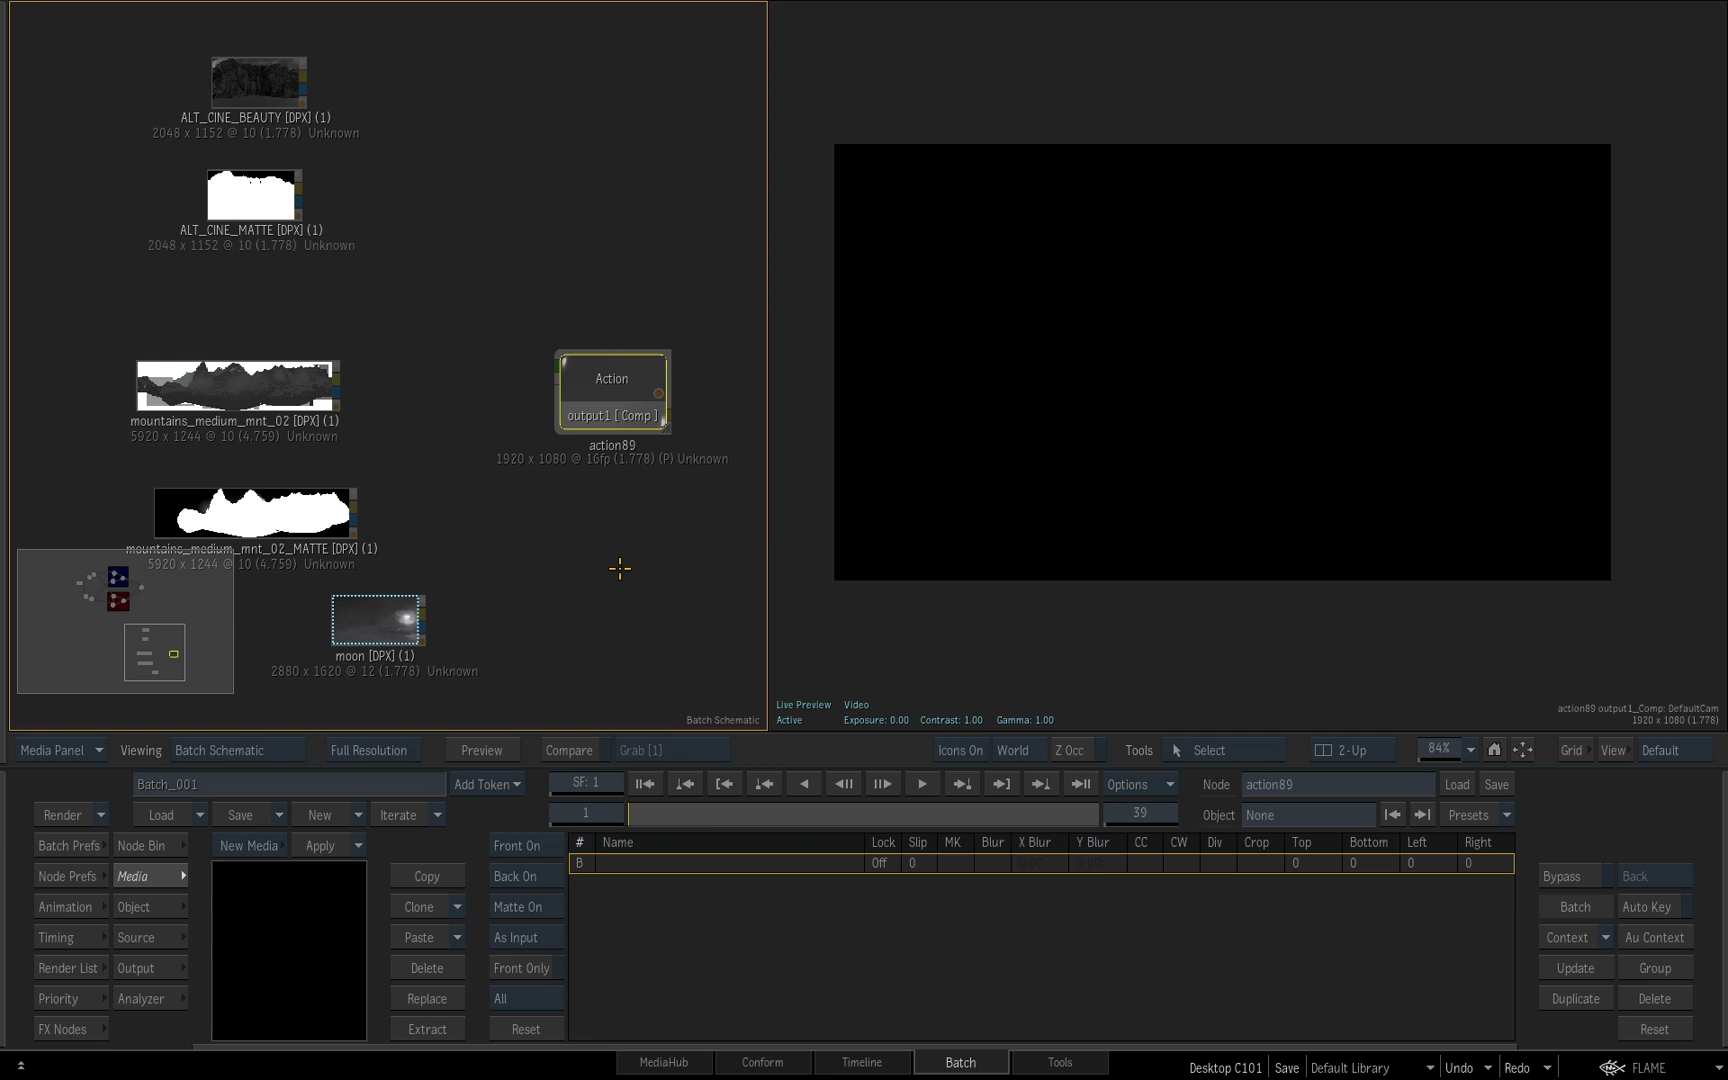 ALT_CINE_BEAUTY [DPX] (1)
2048 x 1152 @ 10 (1.778) Unknown
ALT_CINE_MATTE [DPX] (1)
2048 x 1152 @ 10 (1.778) Unknown
mountains_medium_mnt_02 [DPX] (1)
5920 x 1244 @ 10 (4.759) Unknown
Action
output1 [ Comp ]
action89
1920 x 1080 @ 16fp (1.778) (P) Unknown
mountains_medium_mnt_02_MATTE [DPX] (1)
5920 x 1244 @ 10 (4.759) Unknown
moon [DPX] (1)
2880 x 1620 @ 12 (1.778) Unknown
Batch Schematic
Live Preview Video
Active Exposure: 0.00 Contrast: 1.00 Gamma: 1.00
action89 output1_Comp: DefaultCam
1920 x 1080 (1.778)
Media Panel Viewing Batch Schematic Full Resolution Preview Compare Grab [1] Icons On World Z Occ Tools Select 2-Up 84% Grid View Default
Batch_001 Add Token SF: 1 Options Node action89 Load Save
Render Load Save New Iterate 1 39 Object None Presets
Batch Prefs Node Bin New Media Apply Front On # Name Lock Slip MK Blur X Blur Y Blur CC CW Div Crop Top Bottom Left Right
B Off 0 0 0 0 0
Node Prefs Media Copy Back On Bypass Back
Animation Object Clone Matte On Batch Auto Key
Timing Source Paste As Input Context Au Context
Render List Output Delete Front Only Update Group
Priority Analyzer Replace All Duplicate Delete
FX Nodes Extract Reset Reset
MediaHub Conform Timeline Batch Tools Desktop C101 Save Default Library Undo Redo FLAME